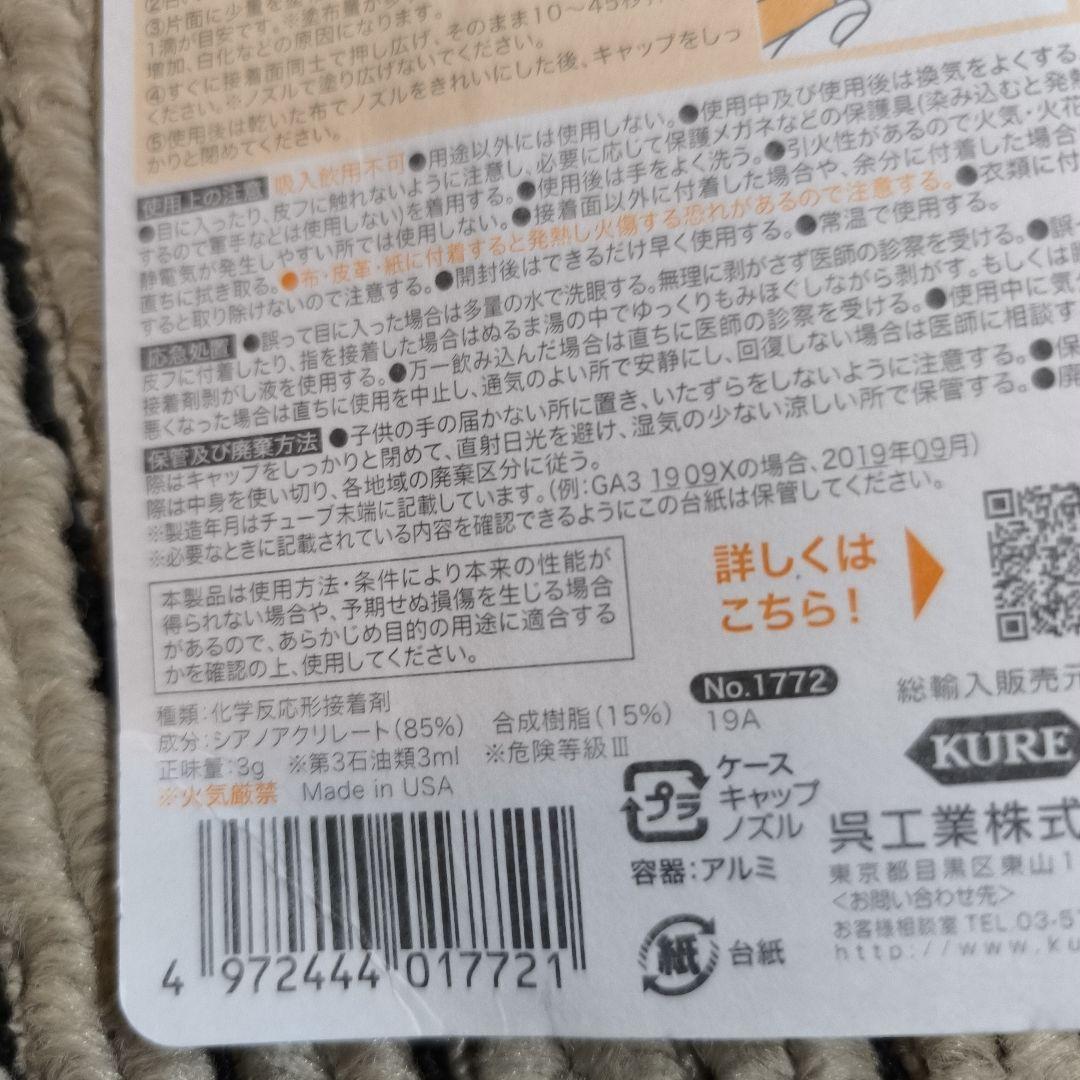 ③片面に少量を塗
1滴が目安です。※塗布量が多
増加、白化などの原因になります。
④すぐに接着面同士で押し広げ、そのまま10〜45秒
ください。※ノズルで塗り広げないでください。
⑤使用後は乾いた布でノズルをきれいにした後、キャップをしっ
かりと閉めてください。
使用上の注意 吸入飲用不可 ●用途以外には使用しない。●使用中及び使用後は換気をよくする。
●目に入ったり、皮フに触れないように注意し、必要に応じて保護メガネなどの保護具(染み込むと発熱
するので軍手などは使用しない)を着用する。●使用後は手をよく洗う。●引火性があるので火気・火花
静電気が発生しやすい所では使用しない。●接着面以外に付着した場合や、余分に付着した場合
直ちに拭き取る。●布・皮革・紙に付着すると発熱し火傷する恐れがあるので注意する。●衣類に付
すると取り除けないので注意する。●開封後はできるだけ早く使用する。●常温で使用する。
応急処置 ●誤って目に入った場合は多量の水で洗眼する。無理に剥がさず医師の診察を受ける。●誤っ
皮フに付着したり、指を接着した場合はぬるま湯の中でゆっくりもみほぐしながら剥がす。もしくは
接着剤剥がし液を使用する。●万一飲み込んだ場合は直ちに医師の診察を受ける。●使用中に気
悪くなった場合は直ちに使用を中止し、通気のよい所で安静にし、回復しない場合は医師に相談す
保管及び廃棄方法 ●子供の手の届かない所に置き、いたずらをしないように注意する。●保
際はキャップをしっかりと閉めて、直射日光を避け、湿気の少ない涼しい所で保管する。●廃
際は中身を使い切り、各地域の廃棄区分に従う。
※製造年月はチューブ末端に記載しています。(例:GA3 1909Xの場合、2019年09月)
※必要なときに記載されている内容を確認できるようにこの台紙は保管してください。
本製品は使用方法・条件により本来の性能が
得られない場合や、予期せぬ損傷を生じる場合
があるので、あらかじめ目的の用途に適合する
かを確認の上、使用してください。
詳しくは
こちら!
種類:化学反応形接着剤
成分:シアノアクリレート(85%) 合成樹脂(15%)
正味量:3g ※第3石油類3ml ※危険等級Ⅲ
※火気厳禁 Made in USA
No.1772
19A
総輸入販売元
KURE
プラ
ケース
キャップ
ノズル
容器:アルミ
紙 台紙
呉工業株式
東京都目黒区東山1
<お問い合わせ先>
お客様相談室 TEL.03-5
http://www.ku
4 972444 017721